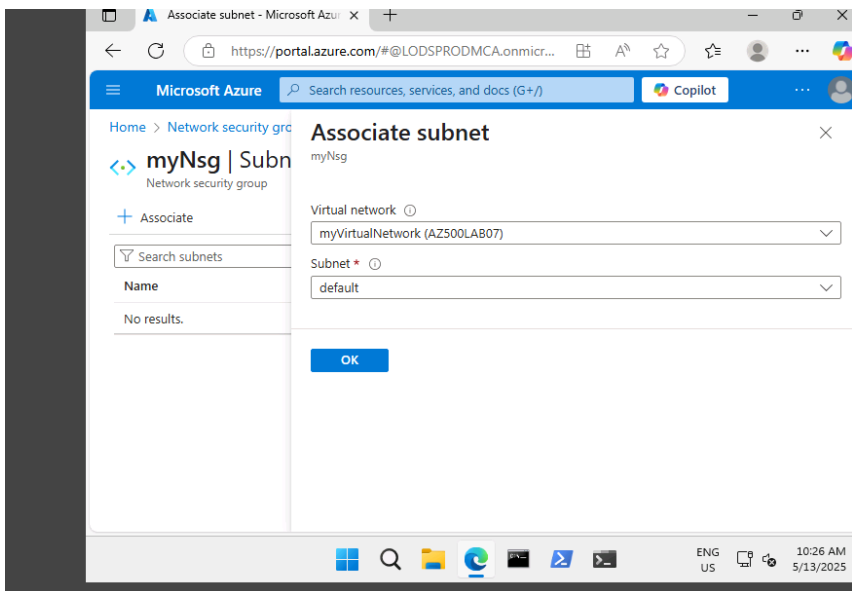 Associate subnet - Microsoft Azur
https://portal.azure.com/#@LODSPRODMCA.onmicr...
Microsoft Azure
Search resources, services, and docs (G+/)
Copilot
Home > Network security gro
myNsg | Subn
Network security group
Associate
Search subnets
Name
No results.
Associate subnet
myNsg
Virtual network
myVirtualNetwork (AZ500LAB07)
Subnet *
default
OK
ENG
US
10:26 AM
5/13/2025